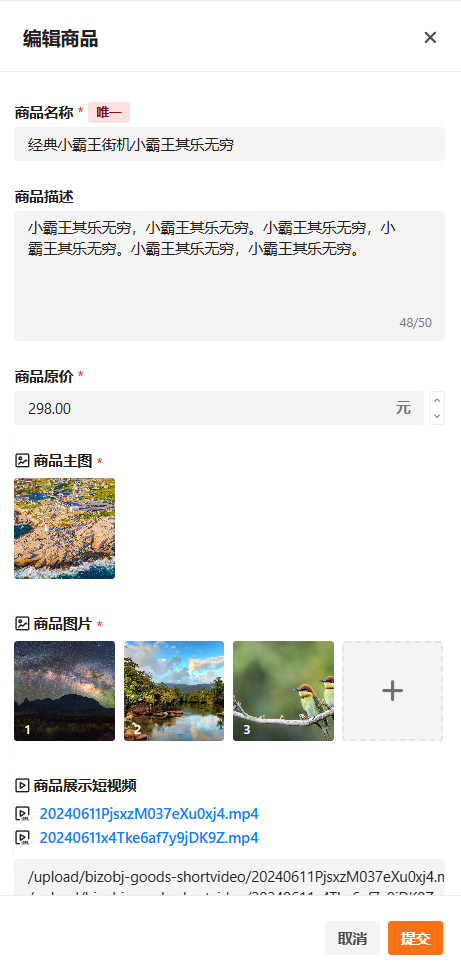 编辑商品
商品名称 * 唯一
经典小霸王街机小霸王其乐无穷
商品描述
小霸王其乐无穷，小霸王其乐无穷。小霸王其乐无穷，小
霸王其乐无穷。小霸王其乐无穷，小霸王其乐无穷。
48/50
商品原价 *
298.00 元
商品主图 *
商品图片 *
1 2 3
商品展示短视频
20240611PjsxzM037eXu0xj4.mp4
20240611x4Tke6af7y9jDK9Z.mp4
/upload/bizobj-goods-shortvideo/20240611PjsxzM037eXu0xj4.m
取消 提交